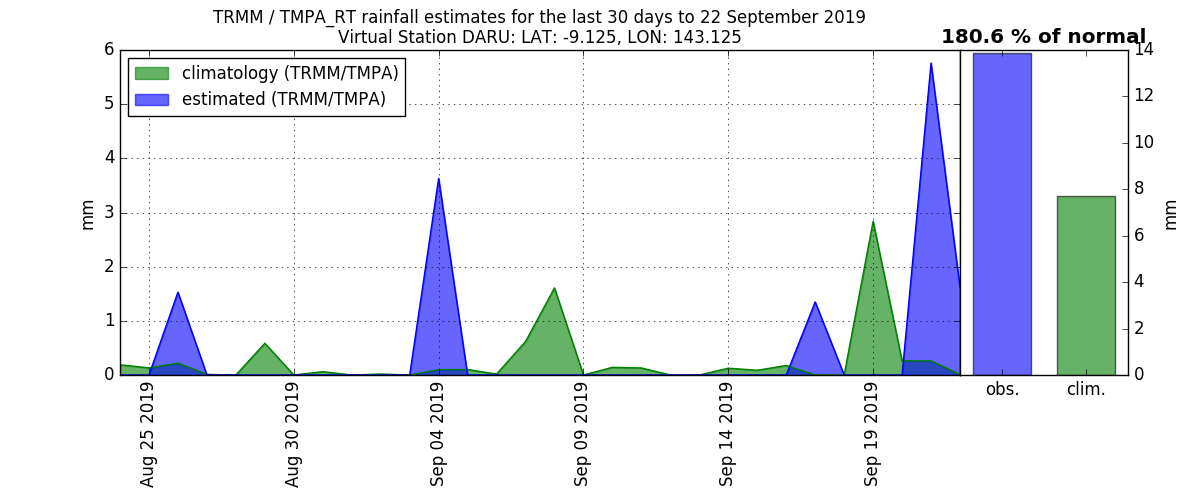 TRMM / TMPA_RT rainfall estimates for the last 30 days to 22 September 2019
Virtual Station DARU: LAT: -9.125, LON: 143.125
180.6 % of normal
climatology (TRMM/TMPA)
estimated (TRMM/TMPA)
6
5
4
3
2
1
0
mm
Aug 25 2019
Aug 30 2019
Sep 04 2019
Sep 09 2019
Sep 14 2019
Sep 19 2019
obs.
clim.
14
12
10
8
6
4
2
0
mm